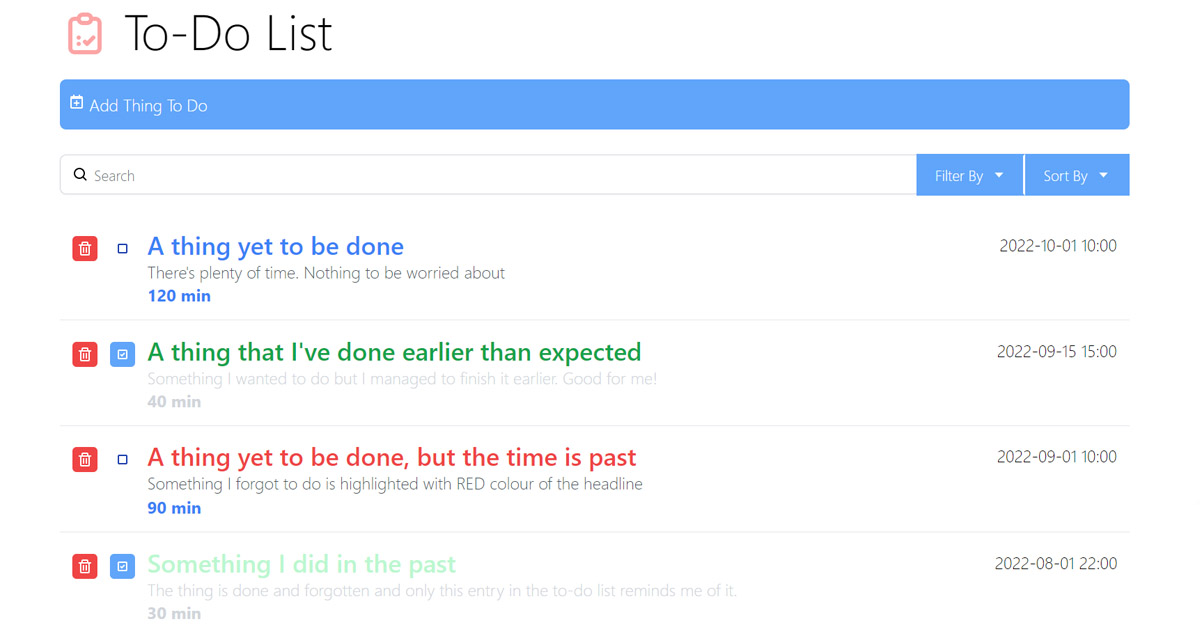 To-Do List
Add Thing To Do
Search
Filter By
Sort By
A thing yet to be done
2022-10-01 10:00
There's plenty of time. Nothing to be worried about
120 min
A thing that I've done earlier than expected
2022-09-15 15:00
Something I wanted to do but I managed to finish it earlier. Good for me!
40 min
A thing yet to be done, but the time is past
2022-09-01 10:00
Something I forgot to do is highlighted with RED colour of the headline
90 min
Something I did in the past
2022-08-01 22:00
The thing is done and forgotten and only this entry in the to-do list reminds me of it.
30 min